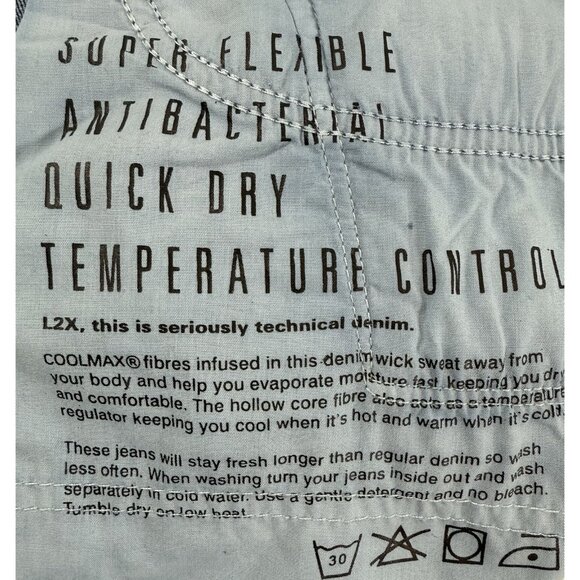 SUPER FLEXIBLE
ANTIBACTERIAL
QUICK DRY
TEMPERATURE CONTROL
L2X, this is seriously technical denim.
COOLMAX® fibres infused in this denim wick sweat away from
your body and help you evaporate moisture fast keeping you dry
and comfortable. The hollow core fibre also acts as a temperature
regulator keeping you cool when it's hot and warm when it's cold.
These jeans will stay fresh longer than regular denim so wash
less often. When washing turn your jeans inside out and wash
separately in cold water. Use a gentle detergent and no bleach.
Tumble dry on low heat.
30